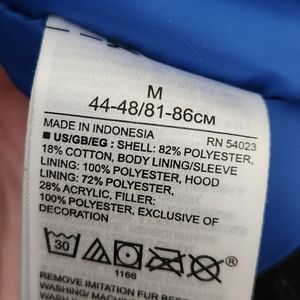 M
44-48/81-86CM
MADE IN INDONESIA RN 54023
■ US/GB/EG : SHELL: 82% POLYESTER,
18% COTTON, BODY LINING/SLEEVE
LINING: 100% POLYESTER, HOOD
LINING: 72% POLYESTER,
28% ACRYLIC, FILLER:
100% POLYESTER, EXCLUSIVE OF
DECORATION
30
1166
REMOVE IMITATION FUR BEFORE
WASHING/ MACHINE